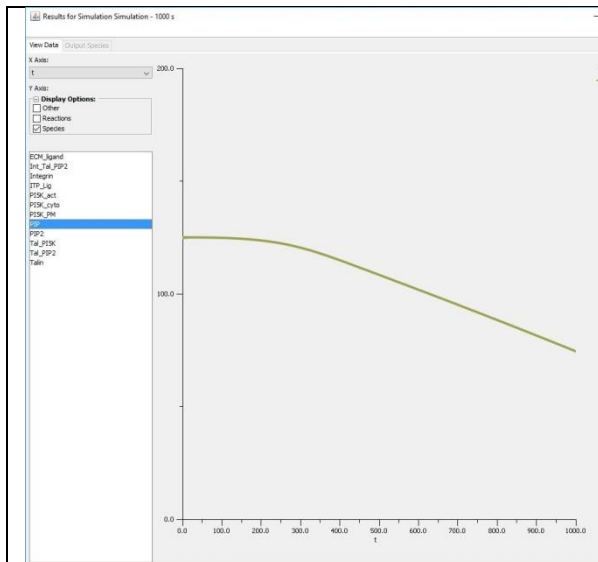 Results for Simulation Simulation - 1000 s
View Data Output Species
X Axis:
t
Y Axis:
Display Options:
Other
Reactions
Species
ECM_ligand
Int_Tal_PIP2
Integrin
ITP_Lig
PI5K_act
PI5K_cyto
PI5K_PM
PIP
PIP2
Tal_PI5K
Tal_PIP2
Talin
200.0
100.0
0.0
0.0 100.0 200.0 300.0 400.0 500.0 600.0 700.0 800.0 900.0 1000.0
t